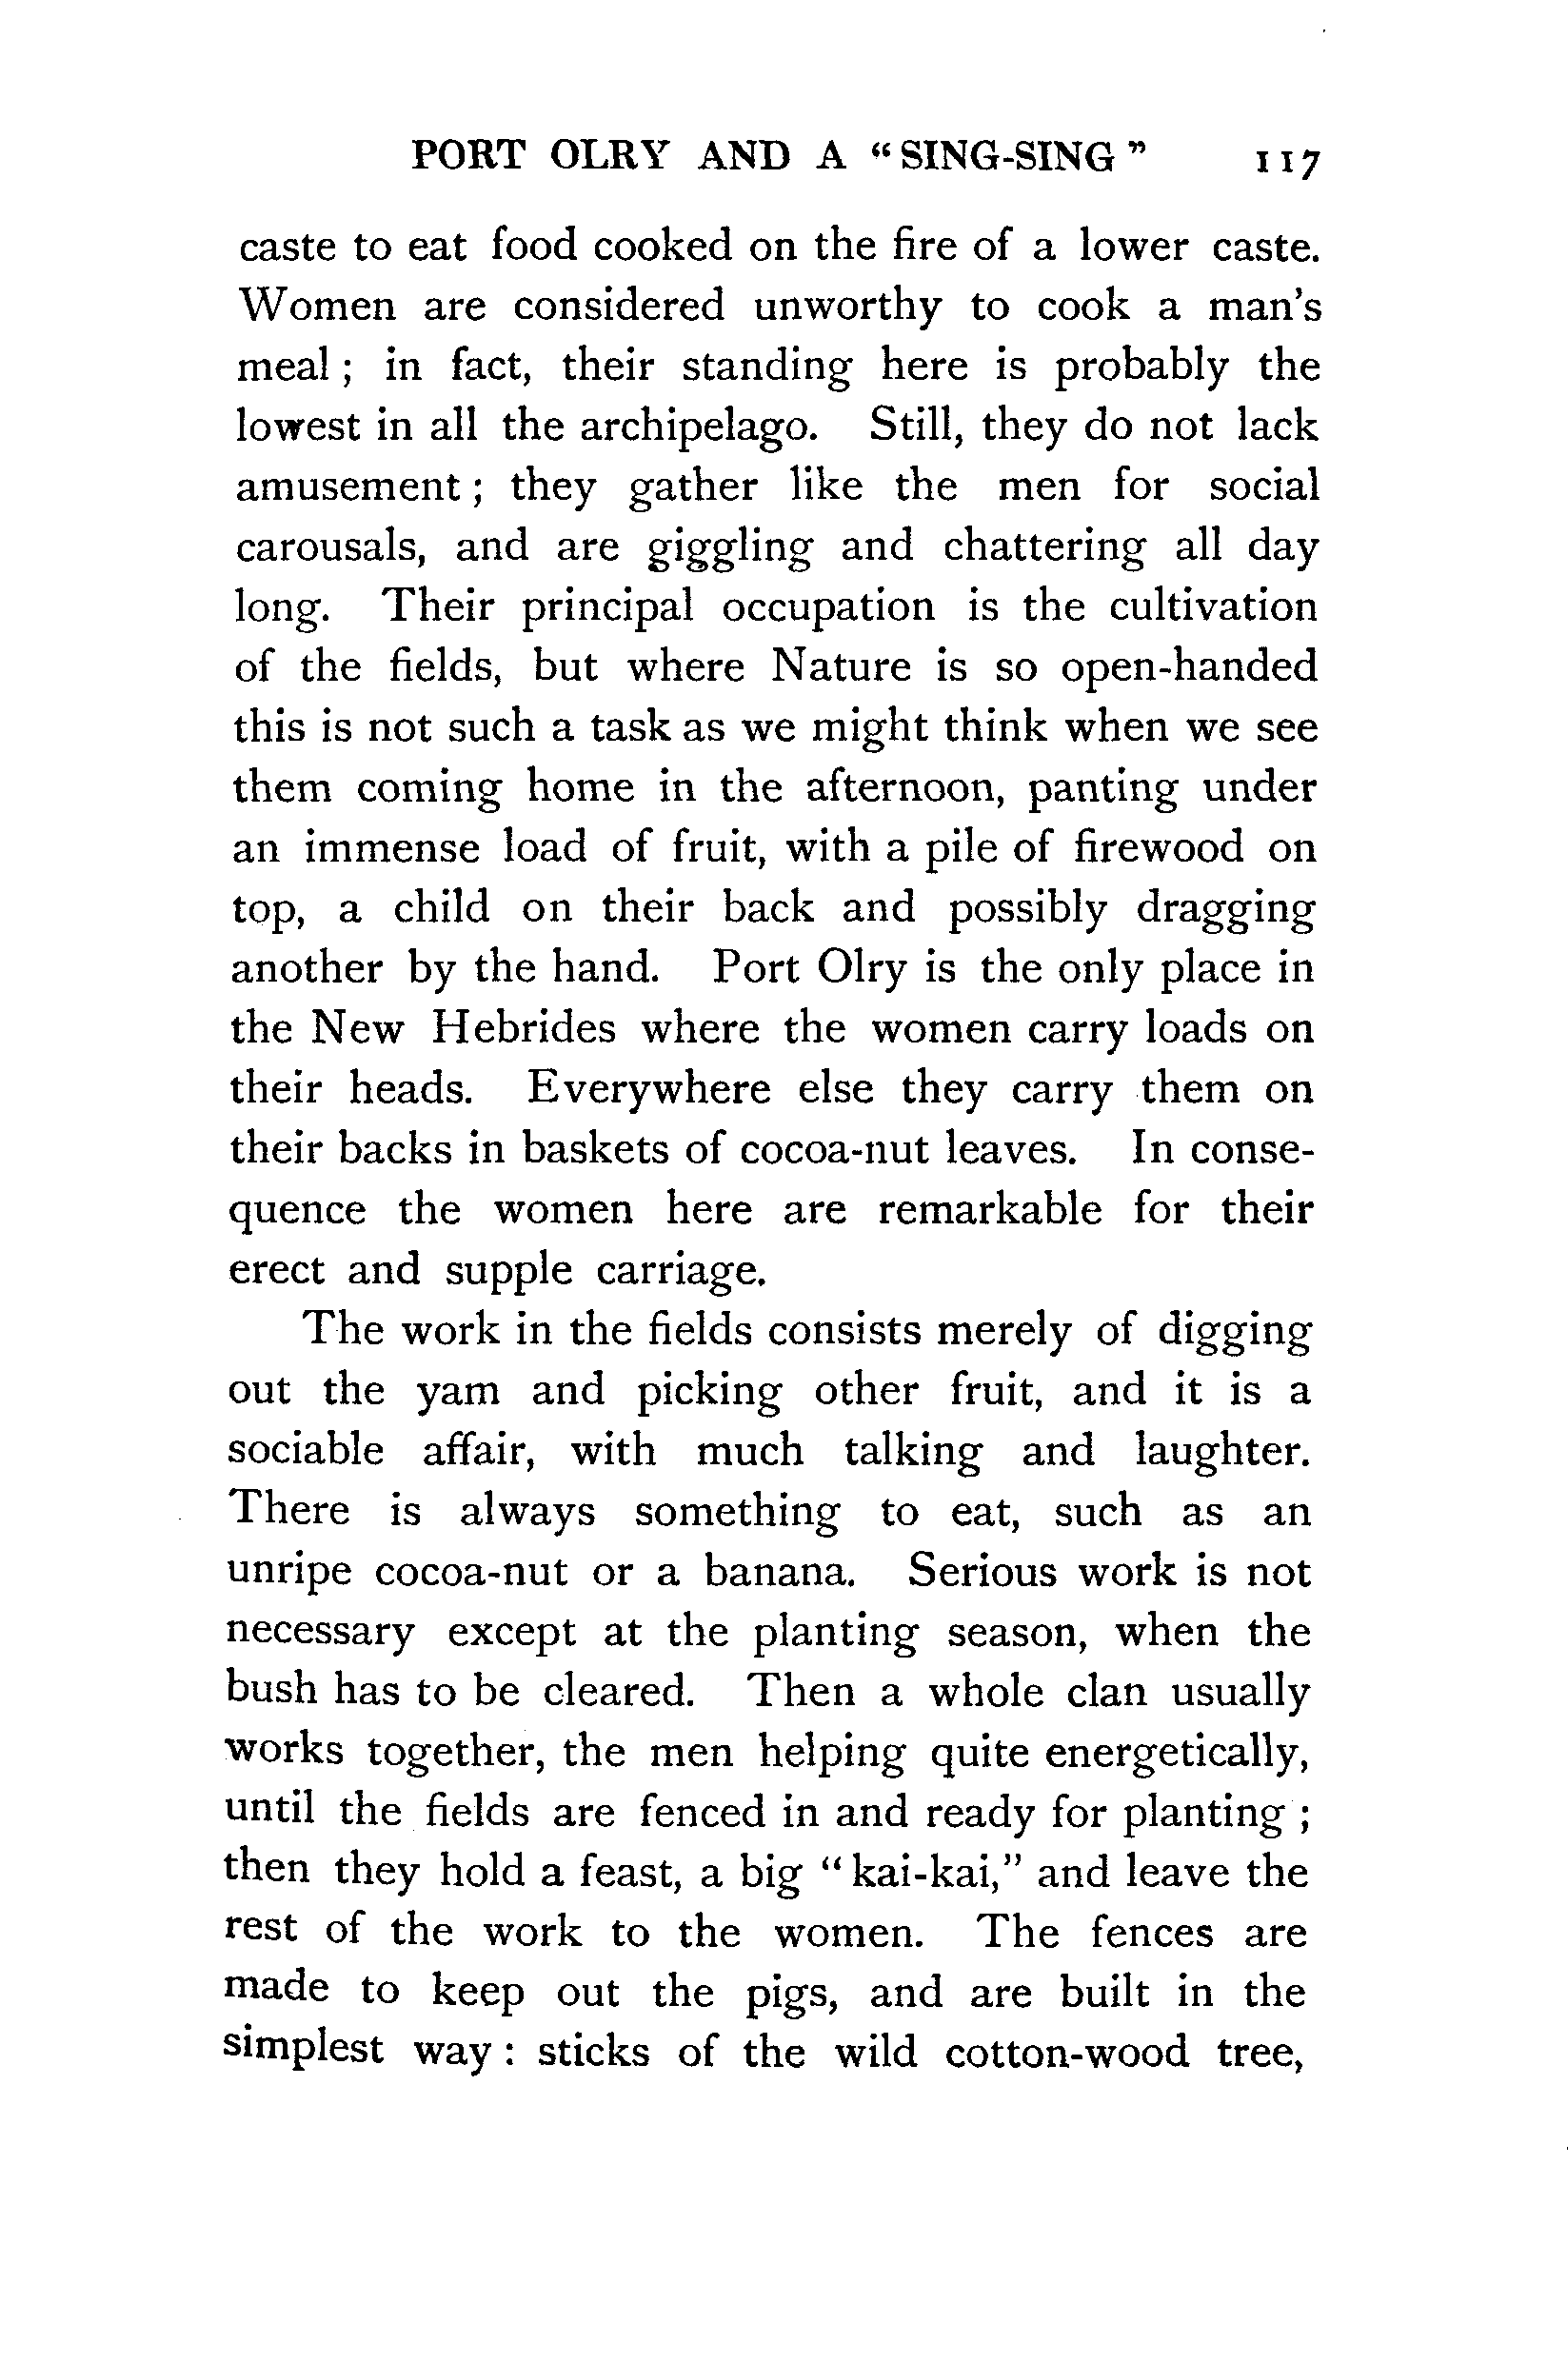 PORT OLRY AND A “SING-SING” 117
caste to eat food cooked on the fire of a lower caste.
Women are considered unworthy to cook a man’s
meal; in fact, their standing here is probably the
lowest in all the archipelago. Still, they do not lack
amusement; they gather like the men for social
carousals, and are giggling and chattering all day
long. Their principal occupation is the cultivation
of the fields, but where Nature is so open-handed
this is not such a task as we might think when we see
them coming home in the afternoon, panting under
an immense load of fruit, with a pile of firewood on
top, a child on their back and possibly dragging
another by the hand. Port Olry is the only place in
the New Hebrides where the women carry loads on
their heads. Everywhere else they carry them on
their backs in baskets of cocoa-nut leaves. In conse-
quence the women here are remarkable for their
erect and supple carriage.
The work in the fields consists merely of digging
out the yam and picking other fruit, and it is a
sociable affair, with much talking and laughter.
There is always something to eat, such as an
unripe cocoa-nut or a banana. Serious work is not
necessary except at the planting season, when the
bush has to be cleared. Then a whole clan usually
works together, the men helping quite energetically,
until the fields are fenced in and ready for planting;
then they hold a feast, a big “kai-kai,” and leave the
rest of the work to the women. The fences are
made to keep out the pigs, and are built in the
simplest way: sticks of the wild cotton-wood tree,